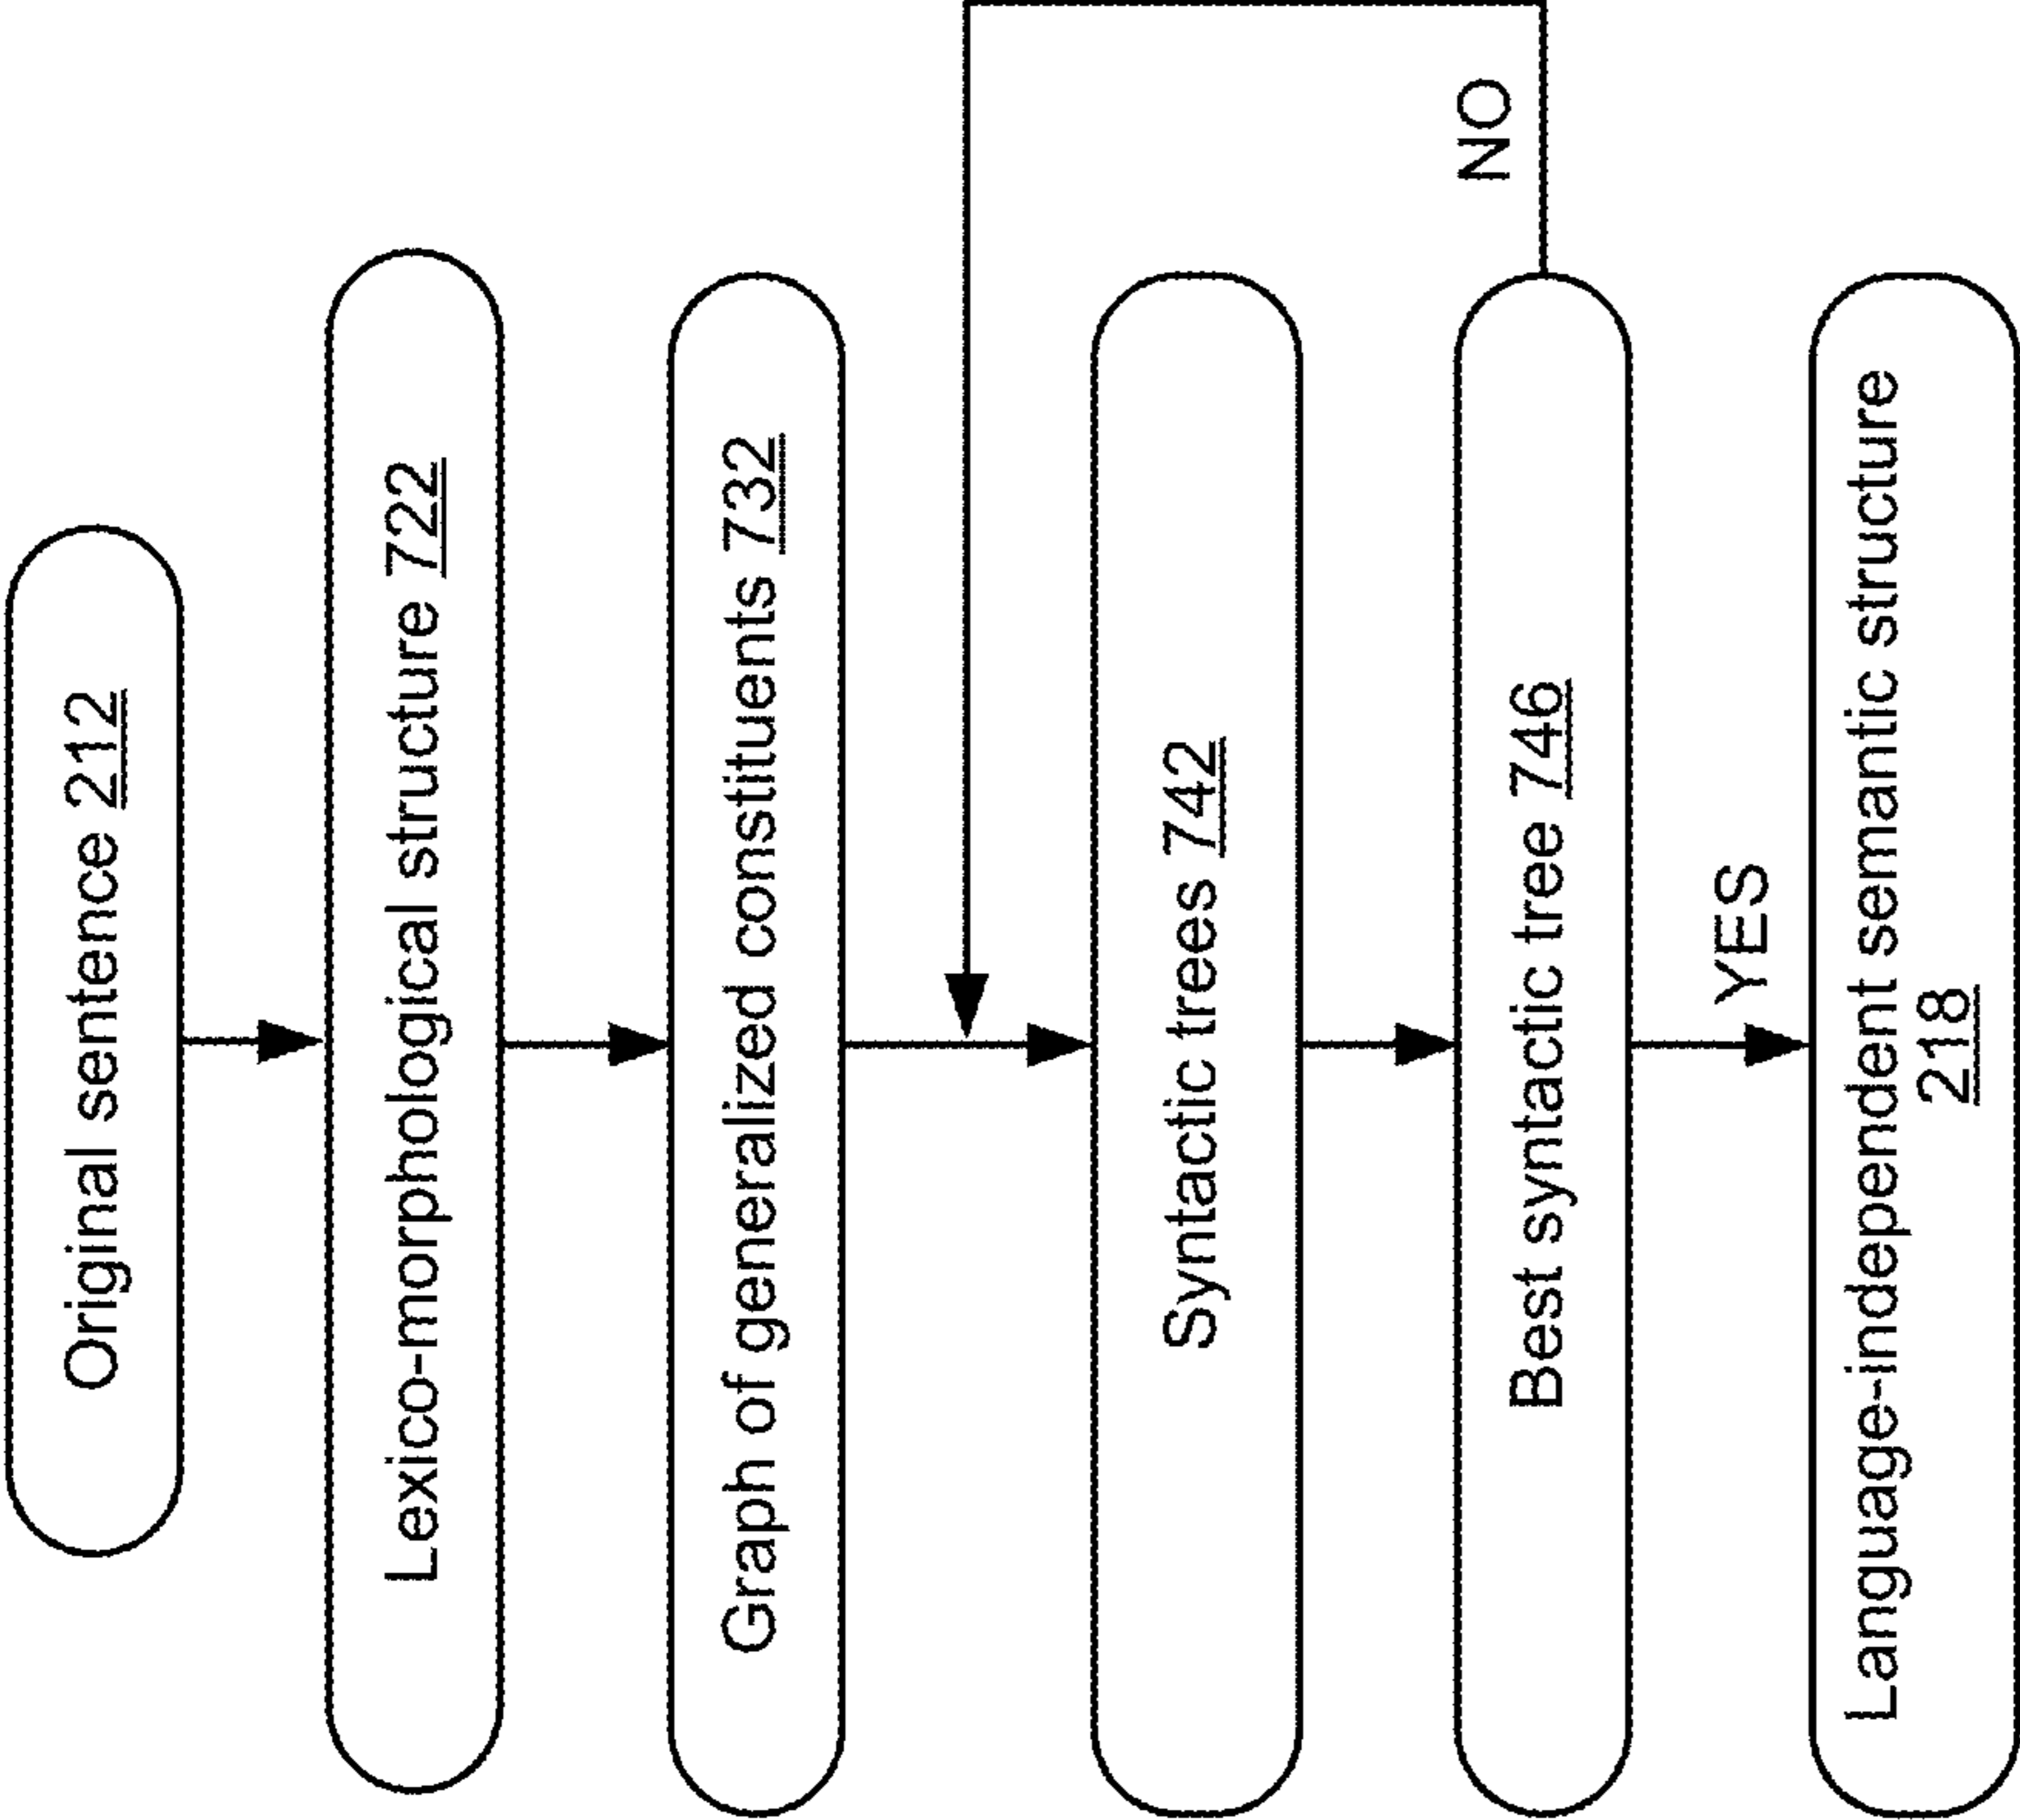 Original sentence 212
Lexico-morphological structure 722
Graph of generalized constituents 732
Syntactic trees 742
Best syntactic tree 746
NO
YES
Language-independent semantic structure
218